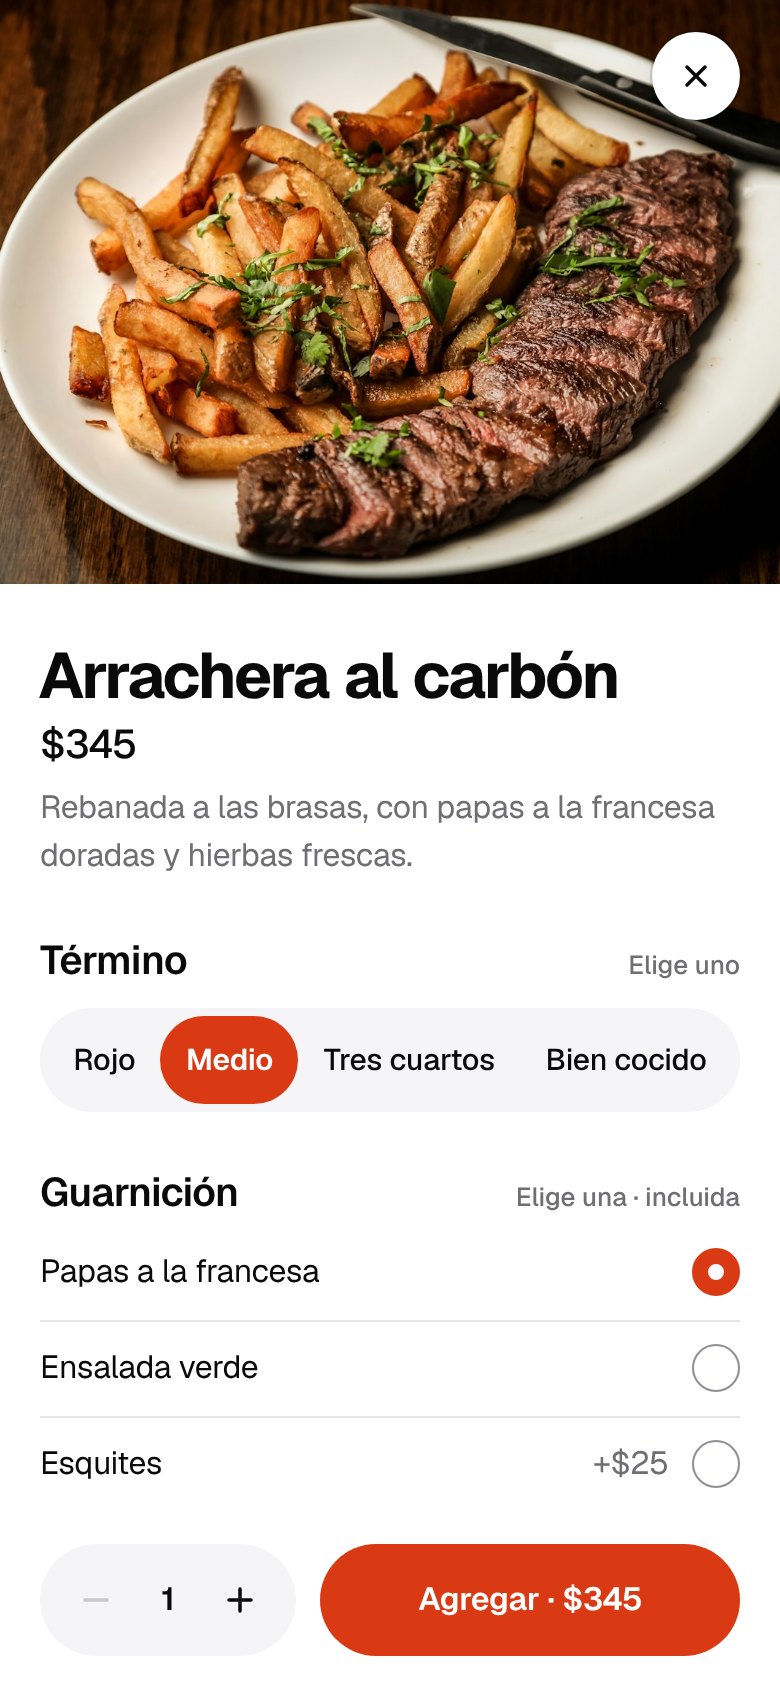 Arrachera al carbón
$345
Rebanada a las brasas, con papas a la francesa
doradas y hierbas frescas.
Término
Elige uno
Rojo
Medio
Tres cuartos
Bien cocido
Guarnición
Elige una · incluida
Papas a la francesa
Ensalada verde
Esquites
+$25
1
Agregar · $345